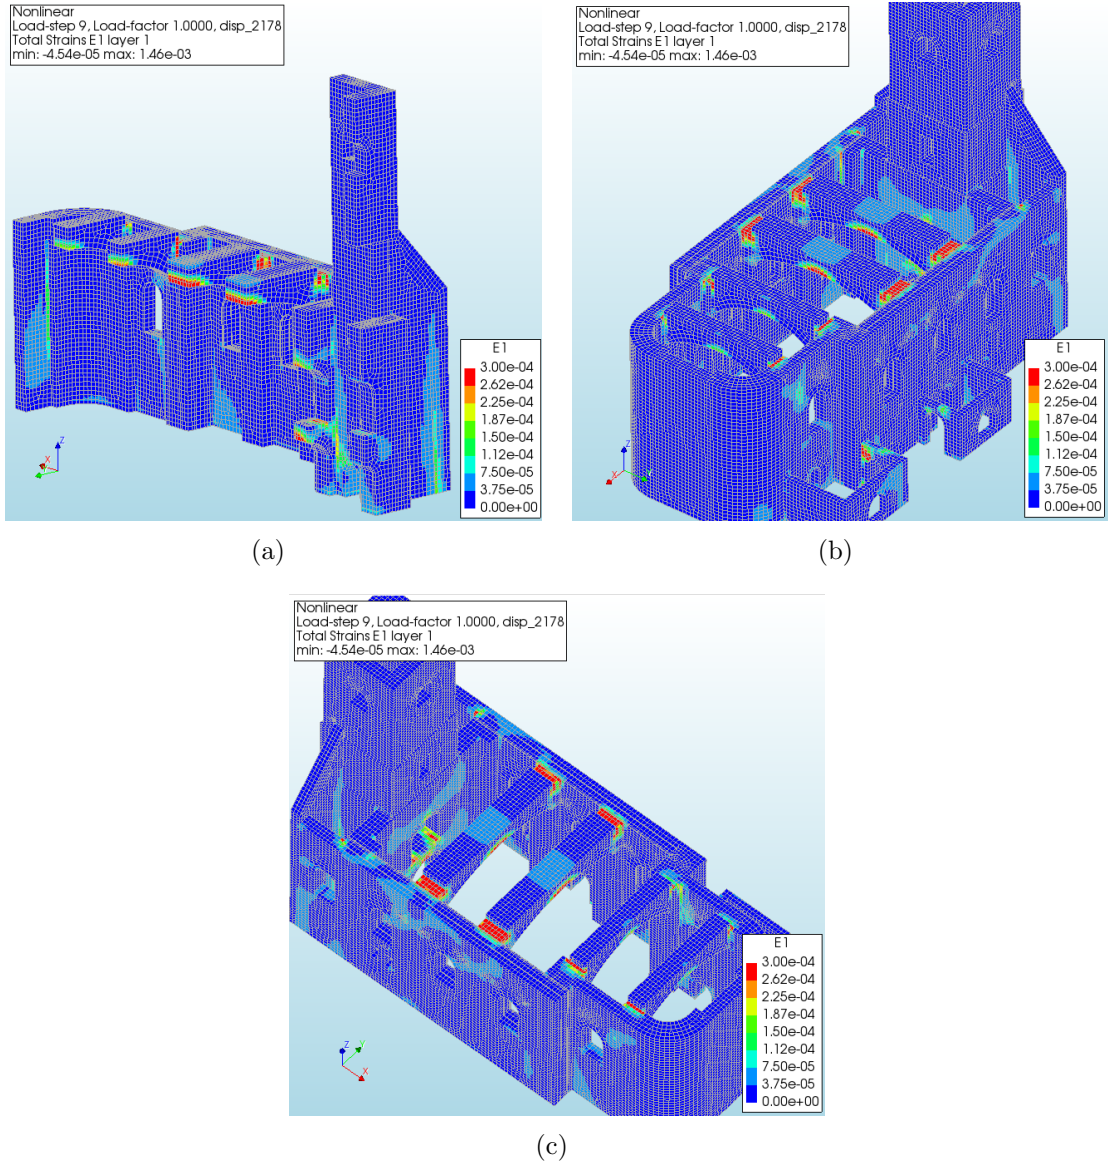 Nonlinear
Load-step 9, Load-factor 1.0000, disp_2178
Total Strains E1 layer 1
min: -4.54e-05 max: 1.46e-03
E1
3.00e-04
2.62e-04
2.25e-04
1.87e-04
1.50e-04
1.12e-04
7.50e-05
3.75e-05
0.00e+00
Z
X
(a)
Nonlinear
Load-step 9, Load-factor 1.0000, disp_2178
Total Strains E1 layer 1
min: -4.54e-05 max: 1.46e-03
E1
3.00e-04
2.62e-04
2.25e-04
1.87e-04
1.50e-04
1.12e-04
7.50e-05
3.75e-05
0.00e+00
Z
X
Y
(b)
Nonlinear
Load-step 9, Load-factor 1.0000, disp_2178
Total Strains E1 layer 1
min: -4.54e-05 max: 1.46e-03
E1
3.00e-04
2.62e-04
2.25e-04
1.87e-04
1.50e-04
1.12e-04
7.50e-05
3.75e-05
0.00e+00
Z
Y
X
(c)